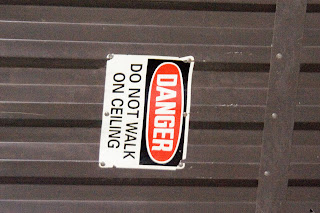 DANGER
DO NOT WALK
ON CEILING